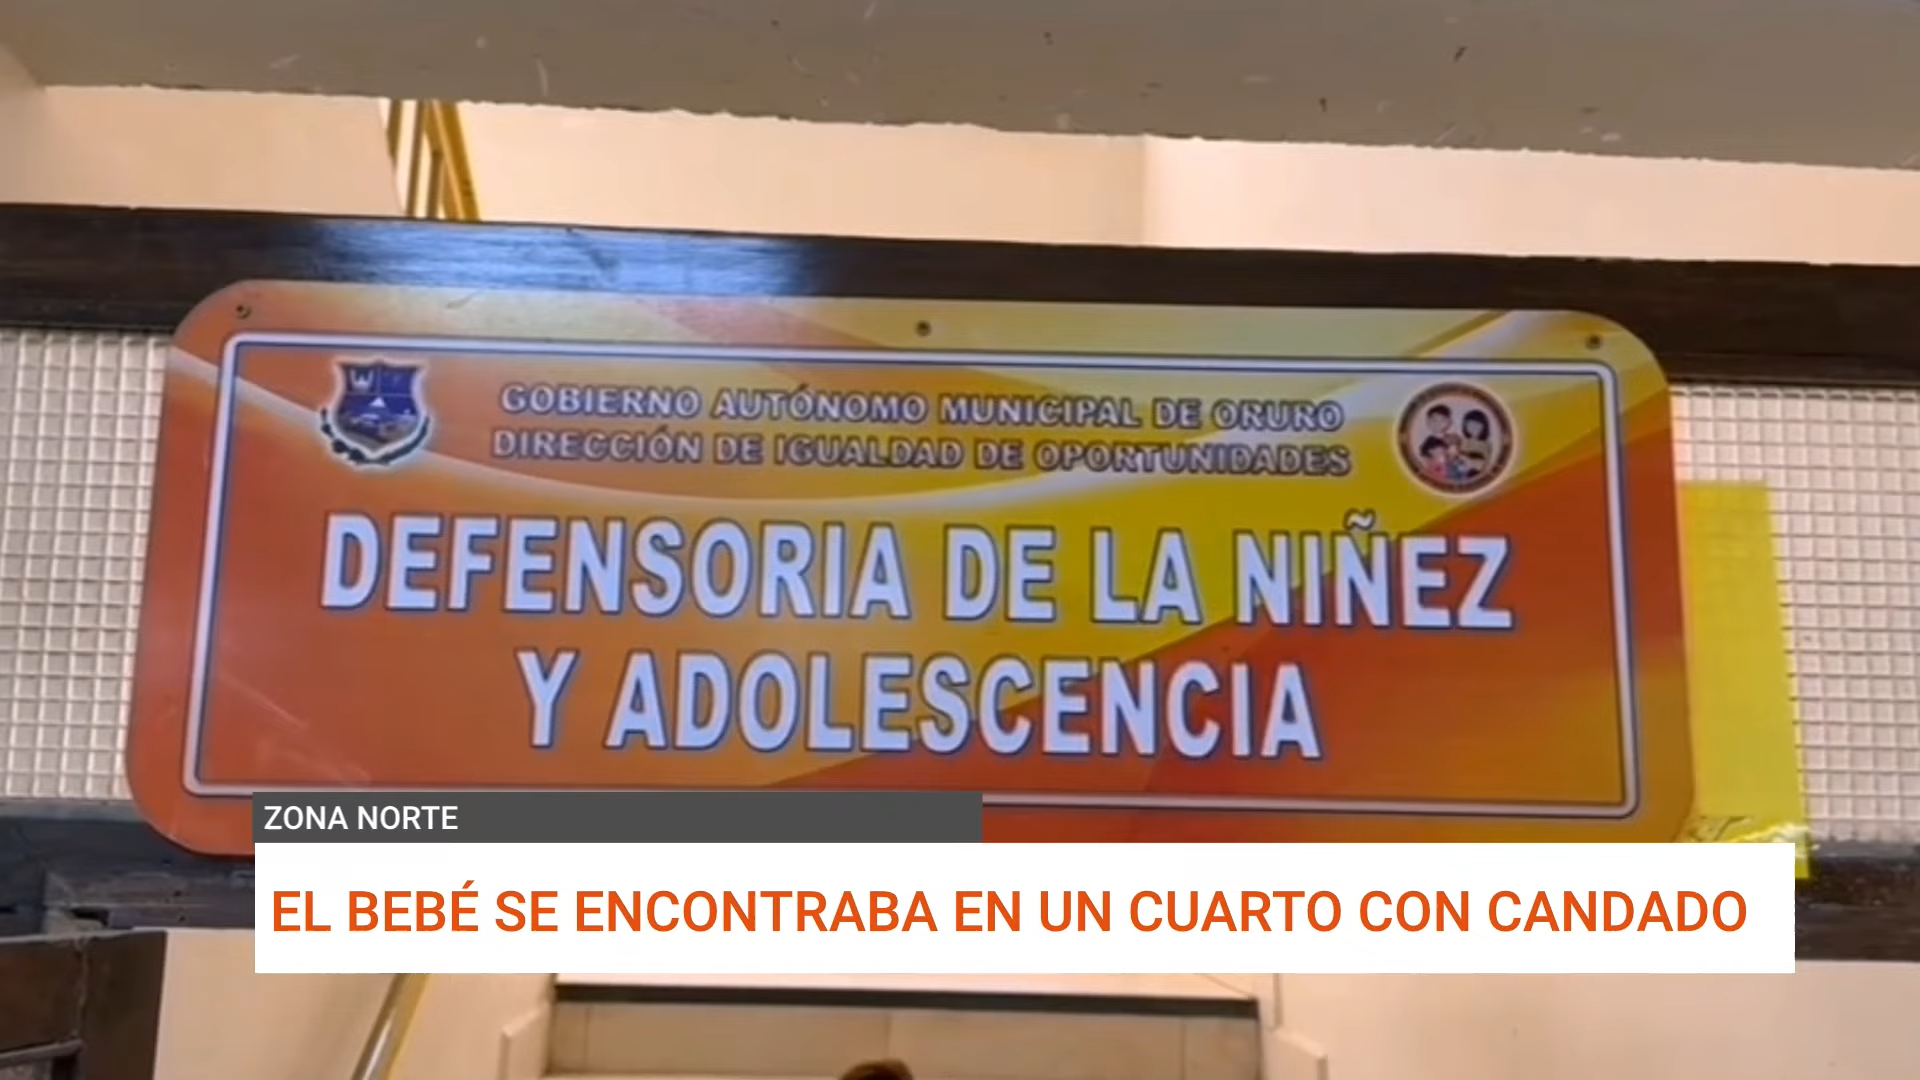 GOBIERNO AUTÓNOMO MUNICIPAL DE ORURO
DIRECCIÓN DE IGUALDAD DE OPORTUNIDADES
DEFENSORIA DE LA NIÑEZ
Y ADOLESCENCIA
ZONA NORTE
EL BEBÉ SE ENCONTRABA EN UN CUARTO CON CANDADO